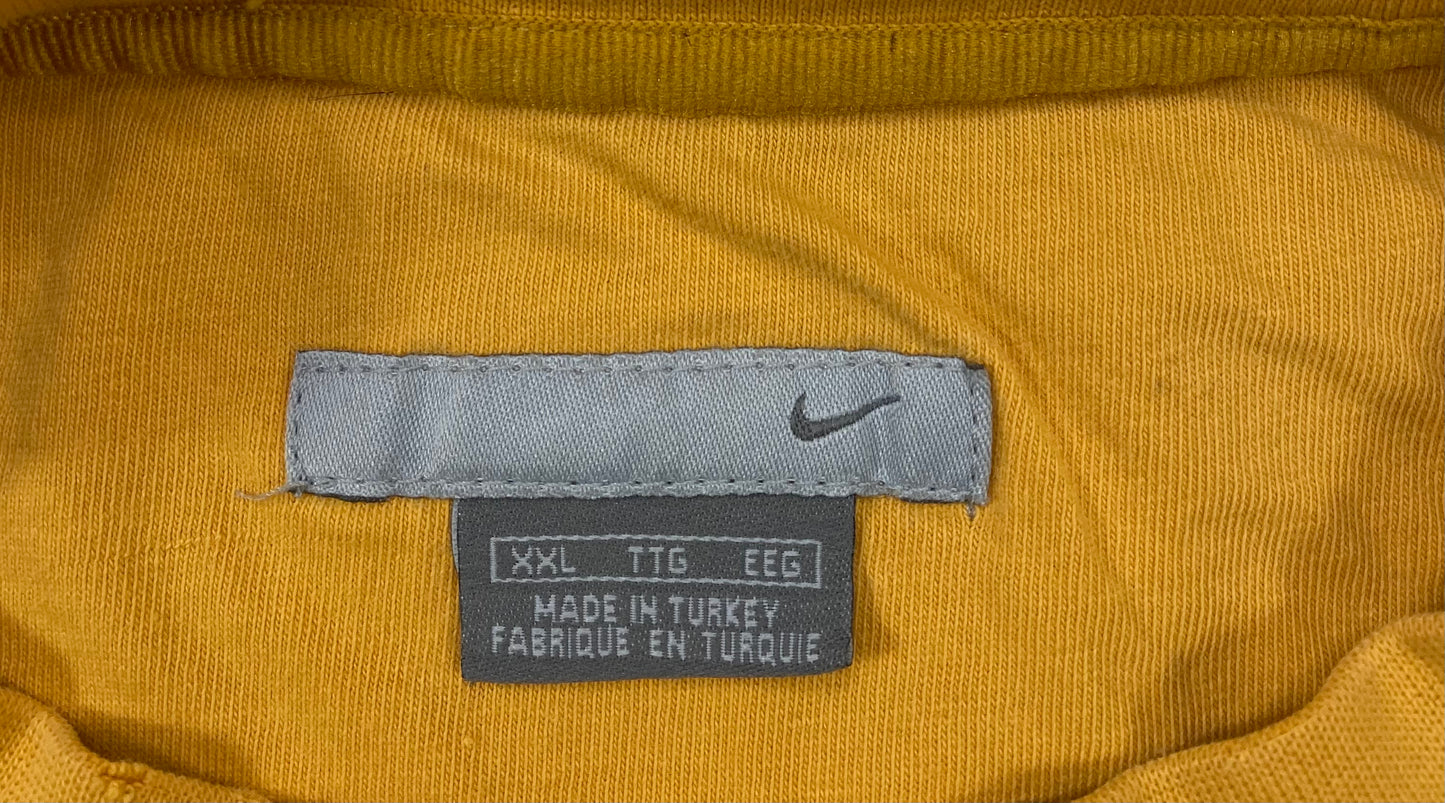 XXL TTG EEG
MADE IN TURKEY
FABRIQUE EN TURQUIE